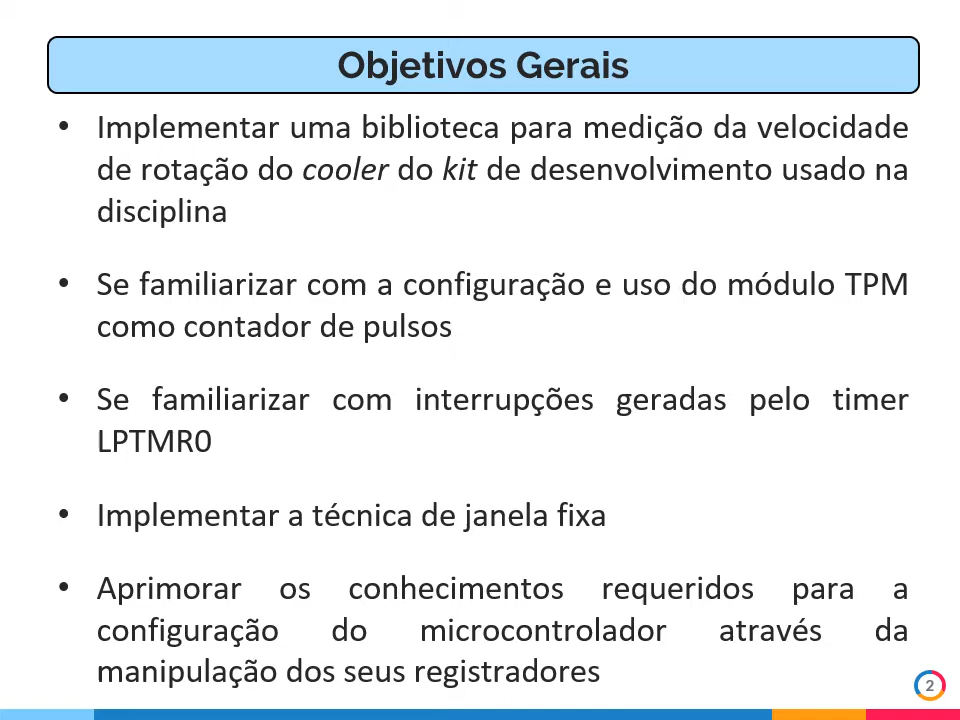 Objetivos Gerais
• Implementar uma biblioteca para medição da velocidade
de rotação do cooler do kit de desenvolvimento usado na
disciplina
• Se familiarizar com a configuração e uso do módulo TPM
como contador de pulsos
• Se familiarizar com interrupções geradas pelo timer
LPTMR0
• Implementar a técnica de janela fixa
• Aprimorar os conhecimentos requeridos para a
configuração do microcontrolador através da
manipulação dos seus registradores
2